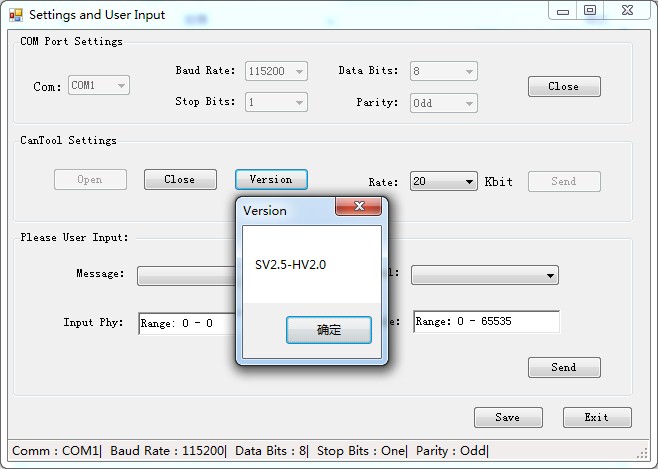 Settings and User Input
COM Port Settings
Com: COM1
Baud Rate: 115200
Data Bits: 8
Stop Bits: 1
Parity: Odd
Close
CanTool Settings
Open
Close
Version
Rate: 20 Kbit
Send
Version
SV2.5-HV2.0
确定
Please User Input:
Message:
Input Phy: Range: 0 - 0
Range: 0 - 65535
Send
Save
Exit
Comm : COM1| Baud Rate : 115200| Data Bits : 8| Stop Bits : One| Parity : Odd|